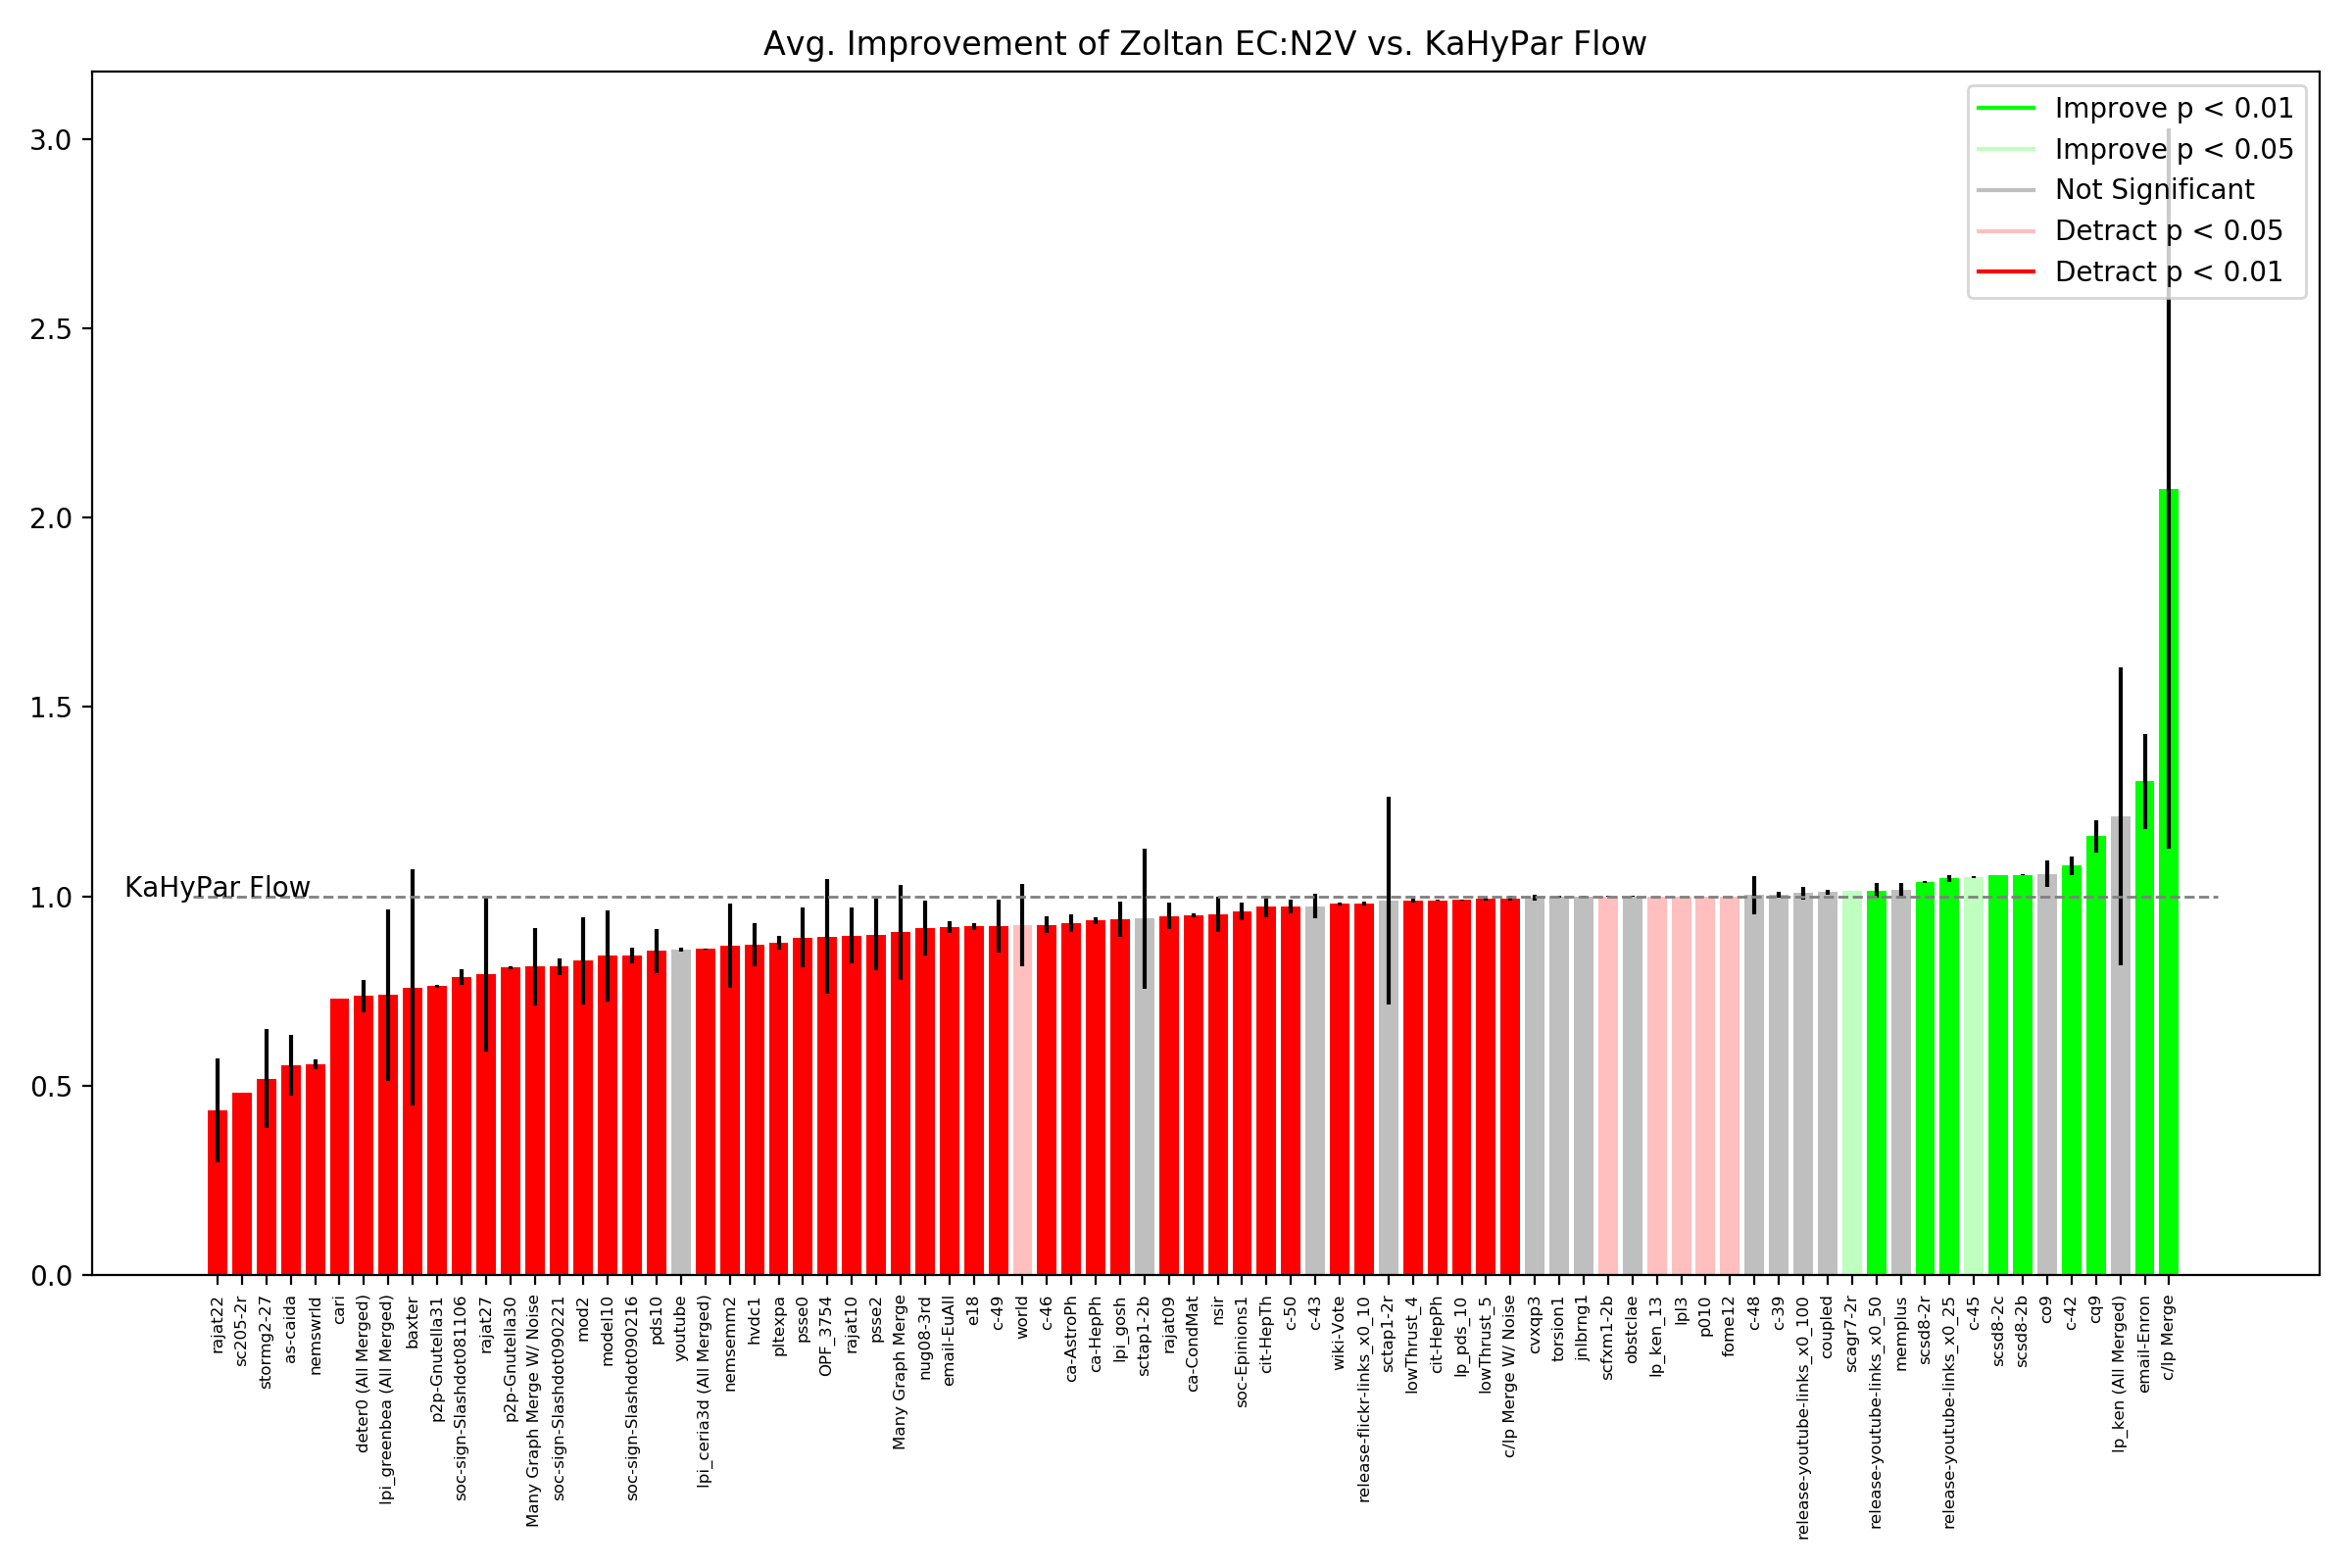 Avg. Improvement of Zoltan EC:N2V vs. KaHyPar Flow
Improve p < 0.01
Improve p < 0.05
Not Significant
Detract p < 0.05
Detract p < 0.01
3.0
2.5
2.0
1.5
1.0
0.5
0.0
KaHyPar Flow
rajat22
sc205-2r
stormg2-27
as-caida
nemswrld
cari
deter0 (All Merged)
lpi_greenbea (All Merged)
baxter
p2p-Gnutella31
soc-sign-Slashdot081106
rajat27
p2p-Gnutella30
Many Graph Merge W/ Noise
soc-sign-Slashdot090221
mod2
model10
soc-sign-Slashdot090216
pds10
youtube
lpi_ceria3d (All Merged)
nemsemm2
hvdc1
pltexpa
psse0
OPF_3754
rajat10
psse2
Many Graph Merge
nug08-3rd
email-EuAll
e18
c-49
world
c-46
ca-AstroPh
ca-HepPh
lpi_gosh
sctap1-2b
rajat09
ca-CondMat
nsir
soc-Epinions1
cit-HepTh
c-50
c-43
wiki-Vote
release-flickr-links_x0_10
sctap1-2r
lowThrust_4
cit-HepPh
lp_pds_10
lowThrust_5
c/lp Merge W/ Noise
cvxqp3
torsion1
jnlbrng1
scfxm1-2b
obstclae
lp_ken_13
lpl3
p010
fome12
c-48
c-39
release-youtube-links_x0_100
coupled
scagr7-2r
release-youtube-links_x0_50
memplus
scsd8-2r
release-youtube-links_x0_25
c-45
scsd8-2c
scsd8-2b
co9
c-42
cq9
lp_ken (All Merged)
email-Enron
c/lp Merge